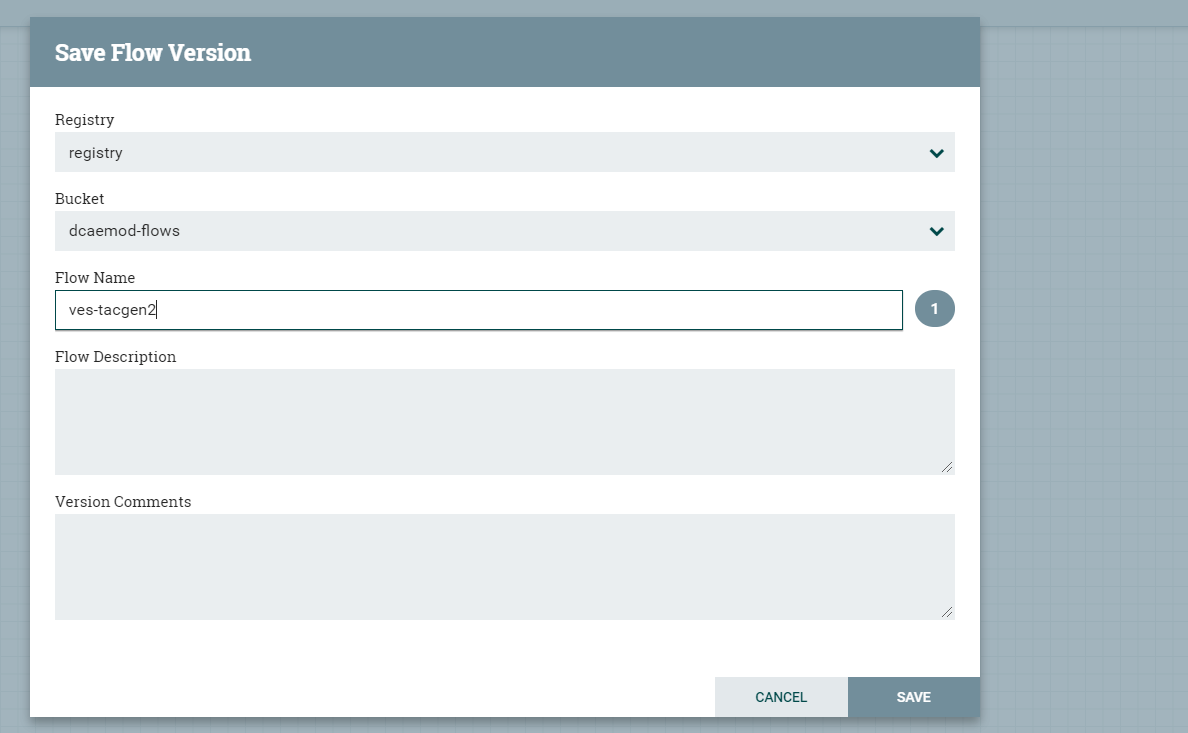 Save Flow Version
Registry
registry
Bucket
dcaemod-flows
Flow Name
ves-tacgen2
1
Flow Description
Version Comments
CANCEL
SAVE